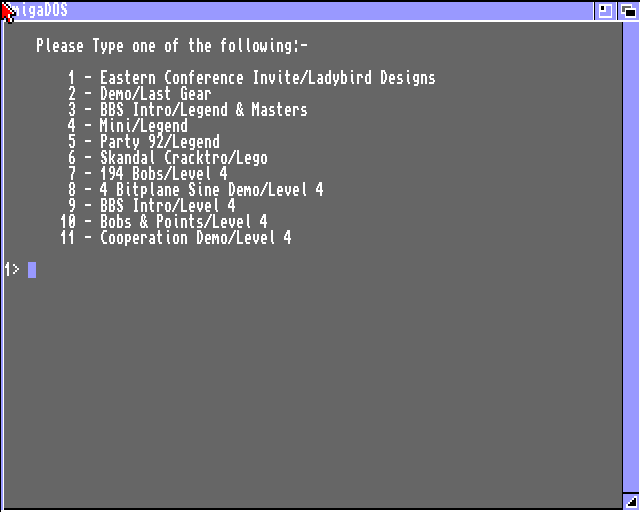 migaDOS
Please Type one of the following:-
1 - Eastern Conference Invite/Ladybird Designs
2 - Demo/Last Gear
3 - BBS Intro/Legend & Masters
4 - Mini/Legend
5 - Party 92/Legend
6 - Skandal Cracktro/Lego
7 - 194 Bobs/Level 4
8 - 4 Bitplane Sine Demo/Level 4
9 - BBS Intro/Level 4
10 - Bobs & Points/Level 4
11 - Cooperation Demo/Level 4
1>